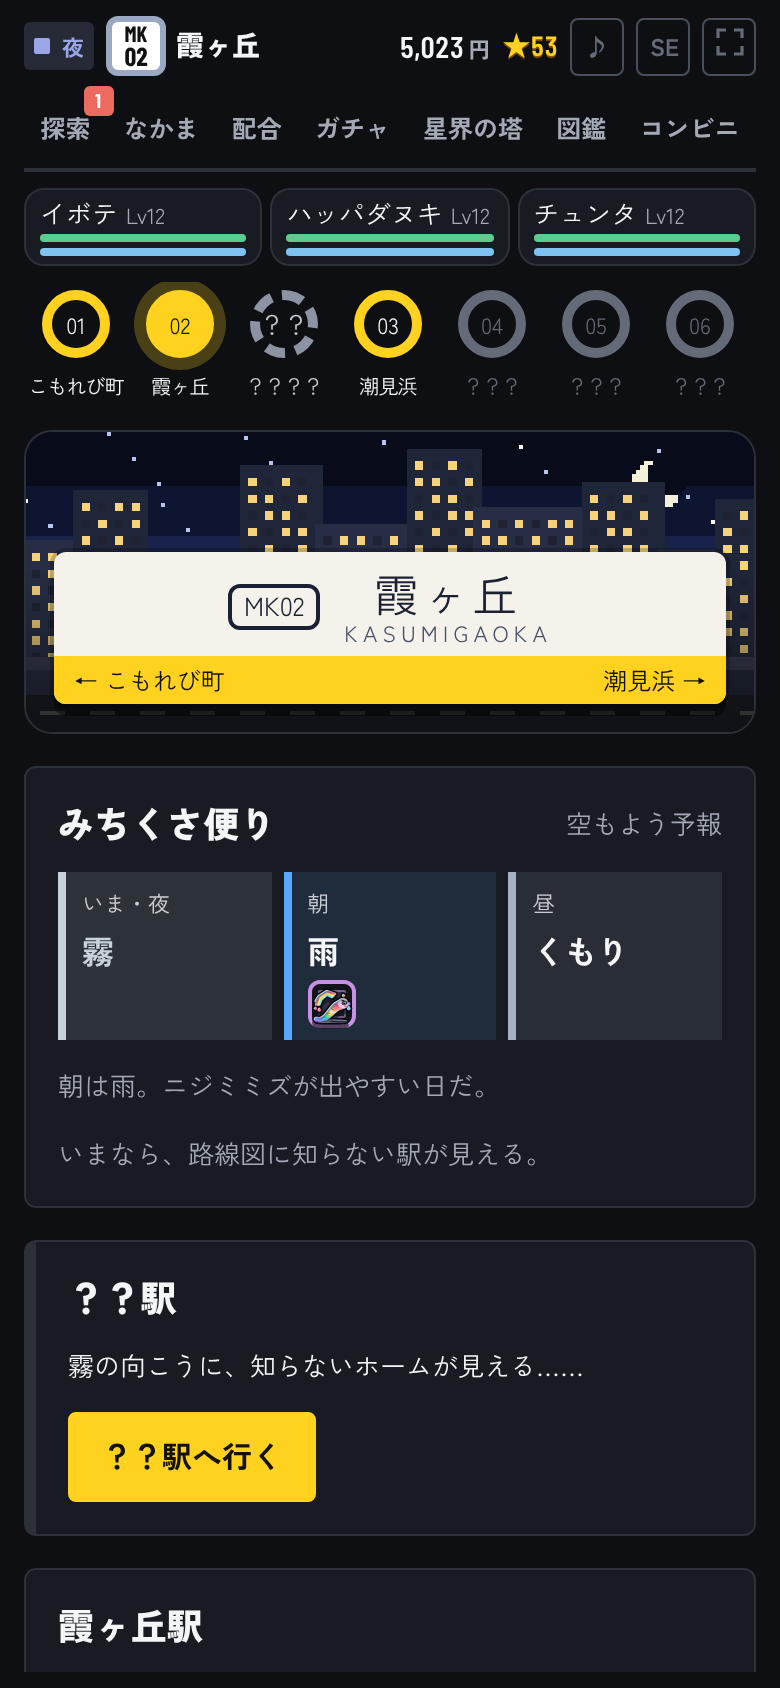 夜 MK 02 霞ヶ丘 5,023 円 ★53 ♪ SE
1
探索 なかま 配合 ガチャ 星界の塔 図鑑 コンビニ
イボテ Lv12 ハッパダヌキ Lv12 チュンタ Lv12
01 02 ？？ 03 04 05 06
こもれび町 霞ヶ丘 ？？？？ 潮見浜 ？？？ ？？？ ？？？
MK02 霞ヶ丘
KASUMIGAOKA
← こもれび町 潮見浜 →
みちくさ便り 空もよう予報
いま・夜 朝 昼
霧 雨 くもり
朝は雨。ニジミミズが出やすい日だ。
いまなら、路線図に知らない駅が見える。
？？駅
霧の向こうに、知らないホームが見える……
？？駅へ行く
霞ヶ丘駅